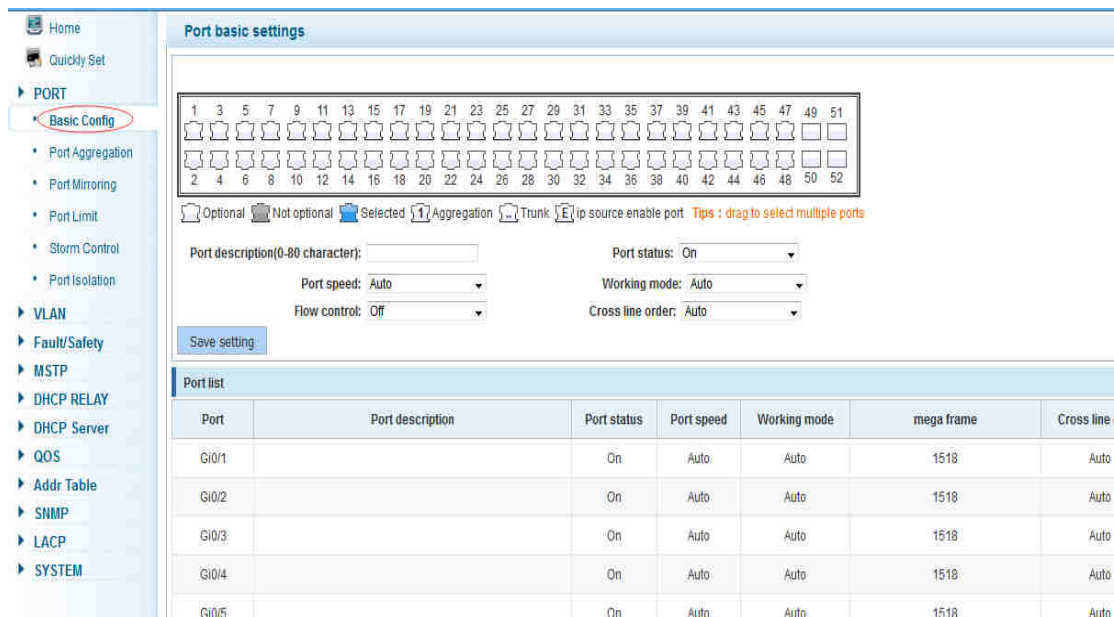 Home
Quickly Set
PORT
Basic Config
Port Aggregation
Port Mirroring
Port Limit
Storm Control
Port Isolation
VLAN
Fault/Safety
MSTP
DHCP RELAY
DHCP Server
QOS
Addr Table
SNMP
LACP
SYSTEM
Port basic settings
1 3 5 7 9 11 13 15 17 19 21 23 25 27 29 31 33 35 37 39 41 43 45 47 49 51
2 4 6 8 10 12 14 16 18 20 22 24 26 28 30 32 34 36 38 40 42 44 46 48 50 52
Optional Not optional Selected 1 Aggregation Trunk E ip source enable port Tips : drag to select multiple ports
Port description(0-80 character): Port status: On
Port speed: Auto Working mode: Auto
Flow control: Off Cross line order: Auto
Save setting
Port list
Port Port description Port status Port speed Working mode mega frame Cross line
Gi0/1 On Auto Auto 1518 Auto
Gi0/2 On Auto Auto 1518 Auto
Gi0/3 On Auto Auto 1518 Auto
Gi0/4 On Auto Auto 1518 Auto
Gi0/5 On Auto Auto 1518 Auto